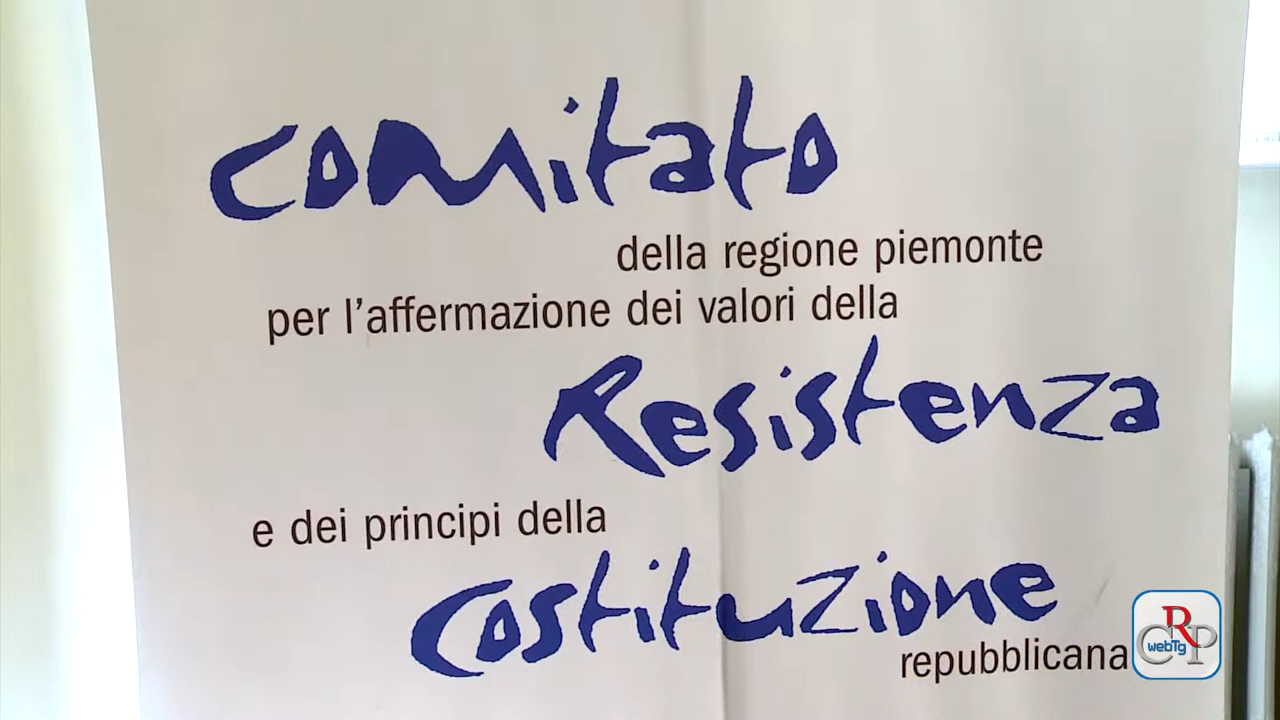 comitato
della regione piemonte
per l'affermazione dei valori della
Resistenza
e dei principi della
costituzione
repubblicana
CRP
webTg